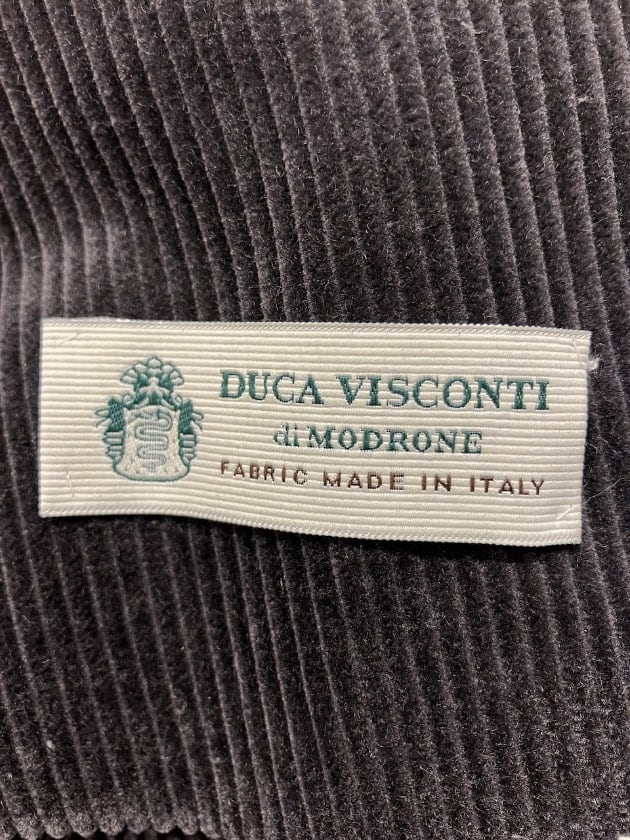 DUCA VISCONTI
di MODRONE
FABRIC MADE IN ITALY